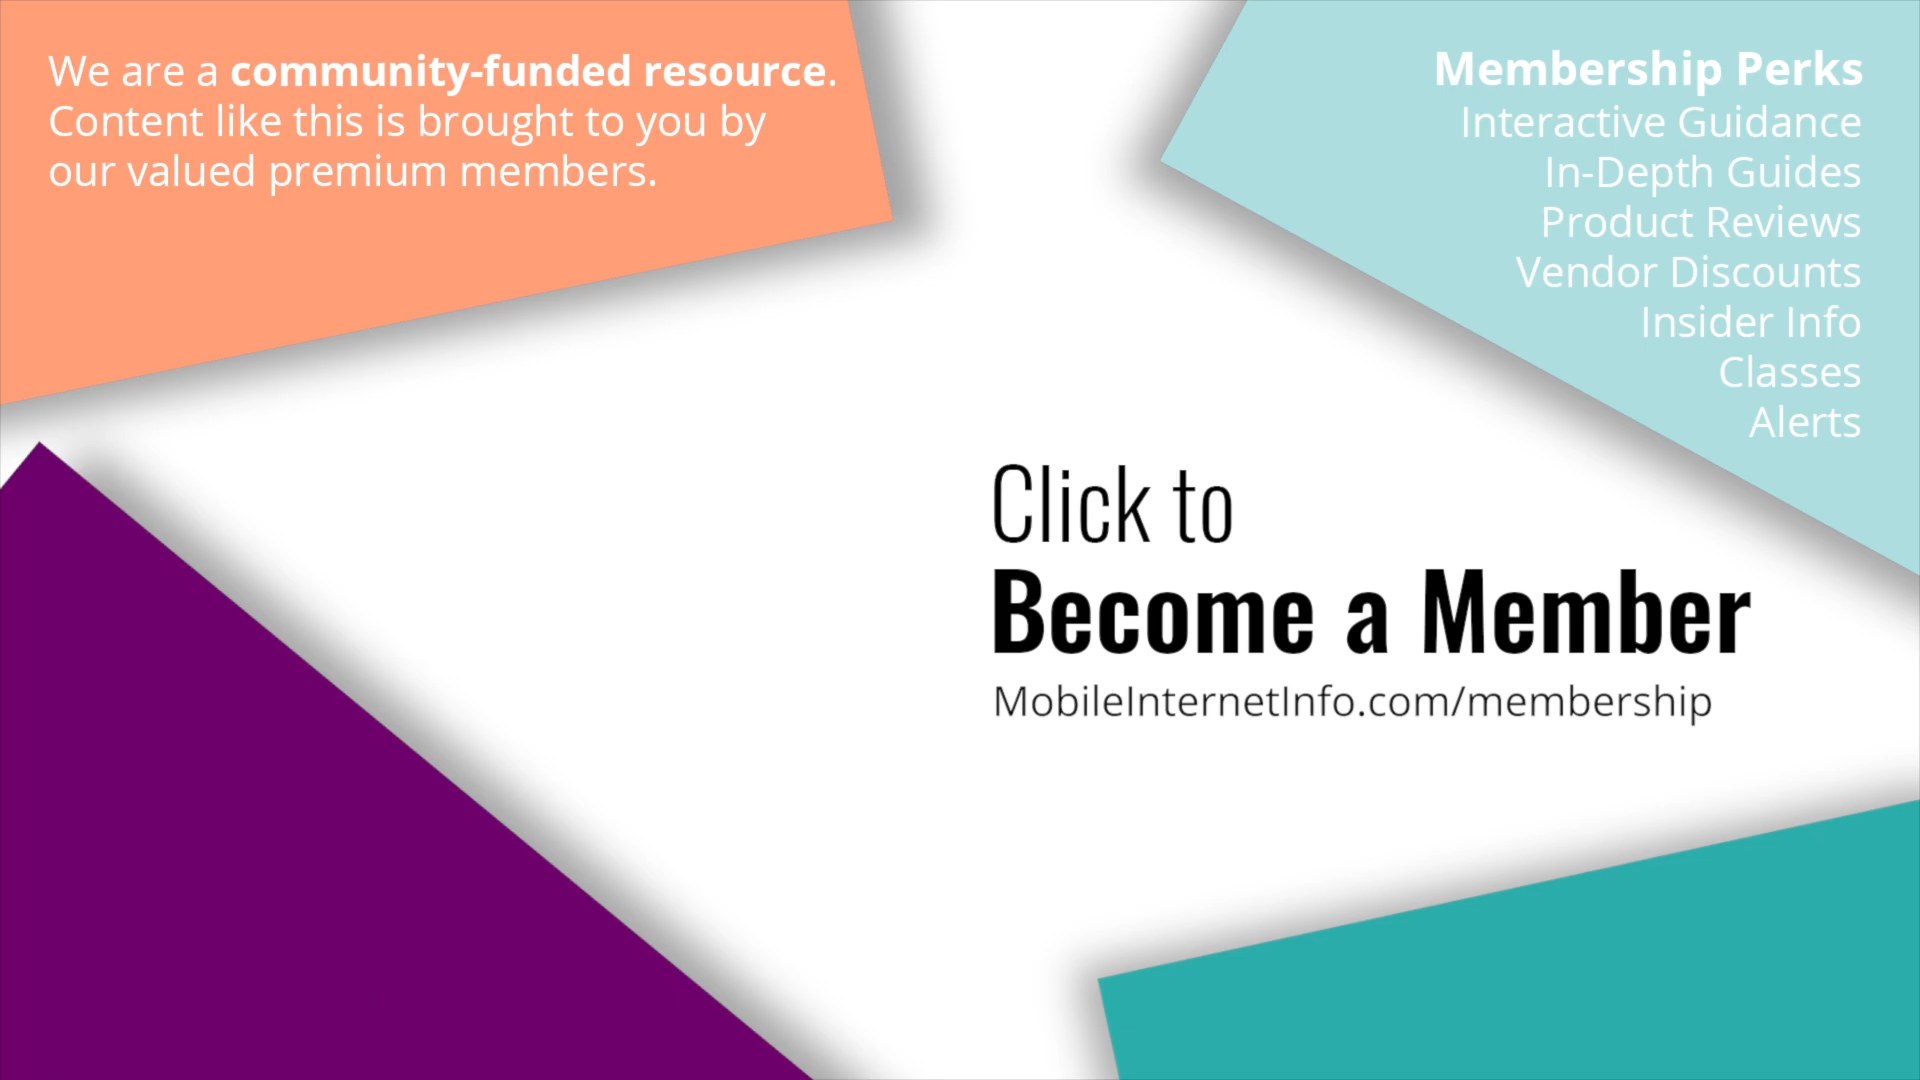 We are a community-funded resource.
Content like this is brought to you by
our valued premium members.
Membership Perks
Interactive Guidance
In-Depth Guides
Product Reviews
Vendor Discounts
Insider Info
Classes
Alerts
Click to
Become a Member
MobileInternetInfo.com/membership